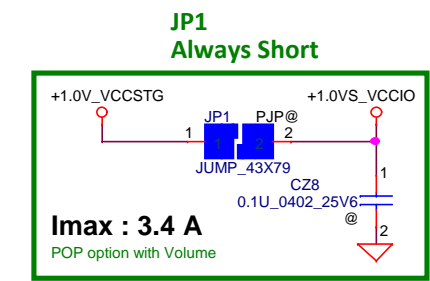 JP1
Always Short
+1.0V_VCCSTG
+1.0VS_VCCIO
JP1 PJP@
1 1 2 2
JUMP_43X79
CZ8
0.1U_0402_25V6
@
1
2
Imax : 3.4 A
POP option with Volume